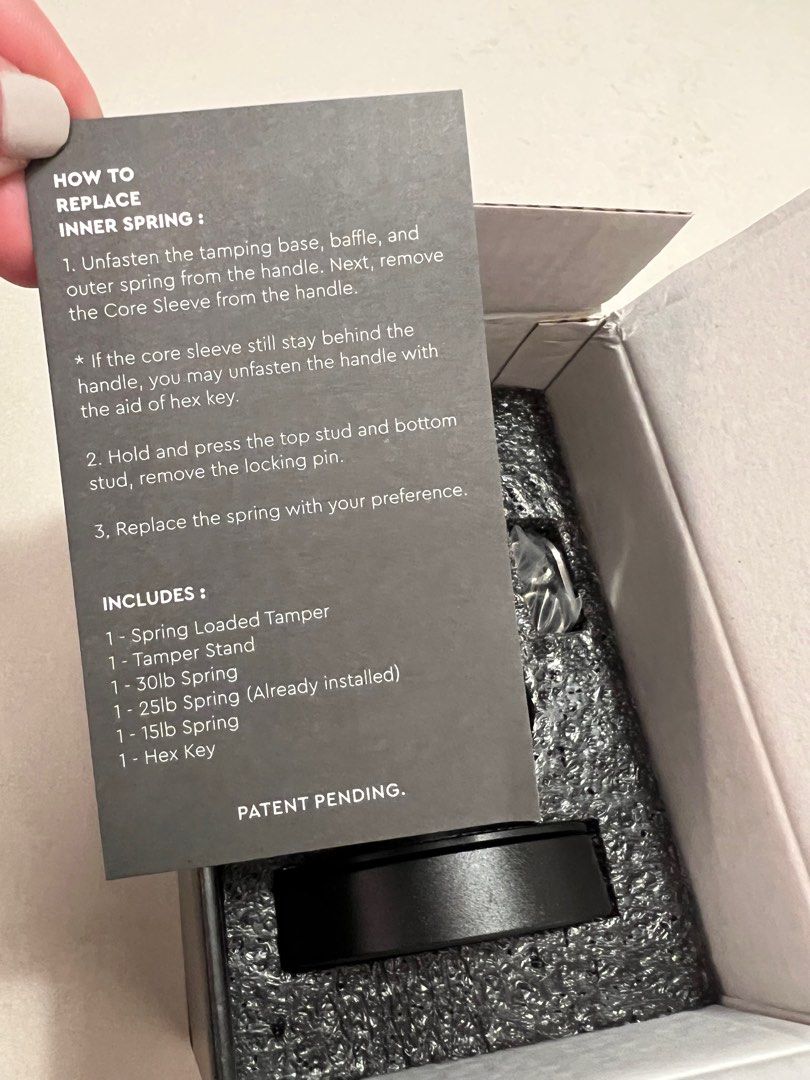 HOW TO
REPLACE
INNER SPRING :
1. Unfasten the tamping base, baffle, and
outer spring from the handle. Next, remove
the Core Sleeve from the handle.
* If the core sleeve still stay behind the
handle, you may unfasten the handle with
the aid of hex key.
2. Hold and press the top stud and bottom
stud, remove the locking pin.
3. Replace the spring with your preference.
INCLUDES :
1 - Spring Loaded Tamper
1 - Tamper Stand
1 - 30lb Spring
1 - 25lb Spring (Already installed)
1 - 15lb Spring
1 - Hex Key
PATENT PENDING.